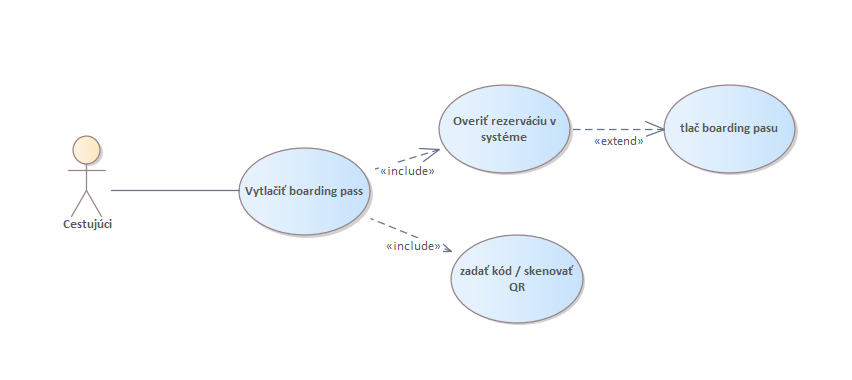 Cestujúci
Vytlačiť boarding pass
«include»
Overiť rezerváciu v
systéme
«extend»
tlač boarding pasu
«include»
zadať kód / skenovať
QR